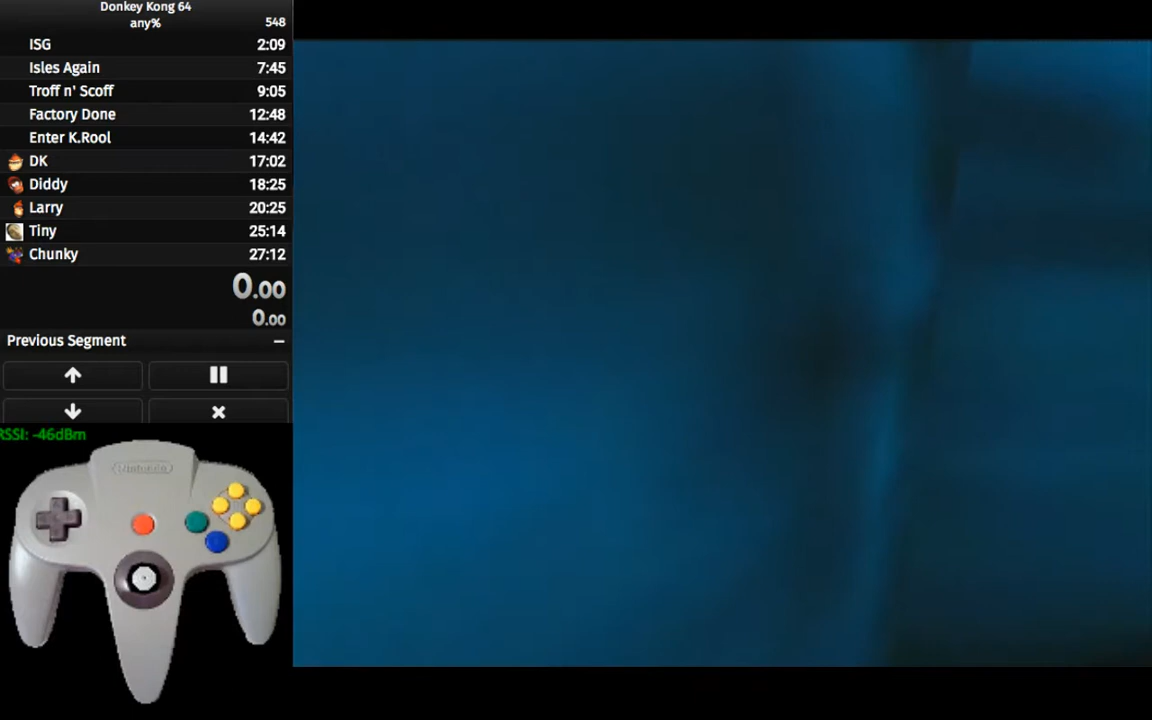 Donkey Kong 64
any%
548
ISG 2:09
Isles Again 7:45
Troff n' Scoff 9:05
Factory Done 12:48
Enter K.Rool 14:42
DK 17:02
Diddy 18:25
Larry 20:25
Tiny 25:14
Chunky 27:12
0.00
0.00
Previous Segment –
RSSI: -46dBm
Nintendo